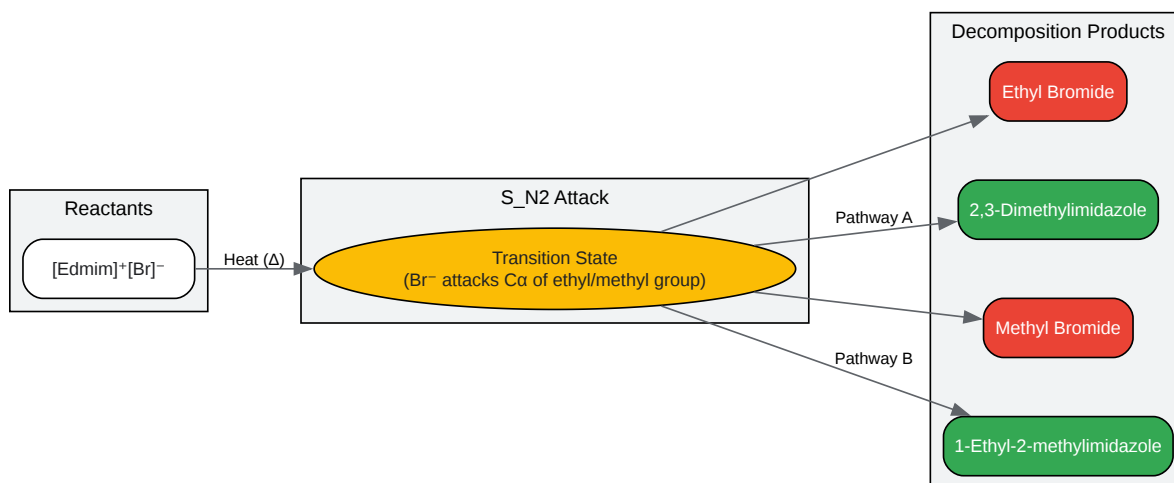 Reactants
[Edmim]⁺[Br]⁻
Heat (Δ)
S_N2 Attack
Transition State
(Br⁻ attacks Cα of ethyl/methyl group)
Pathway A
Pathway B
Decomposition Products
Ethyl Bromide
2,3-Dimethylimidazole
Methyl Bromide
1-Ethyl-2-methylimidazole